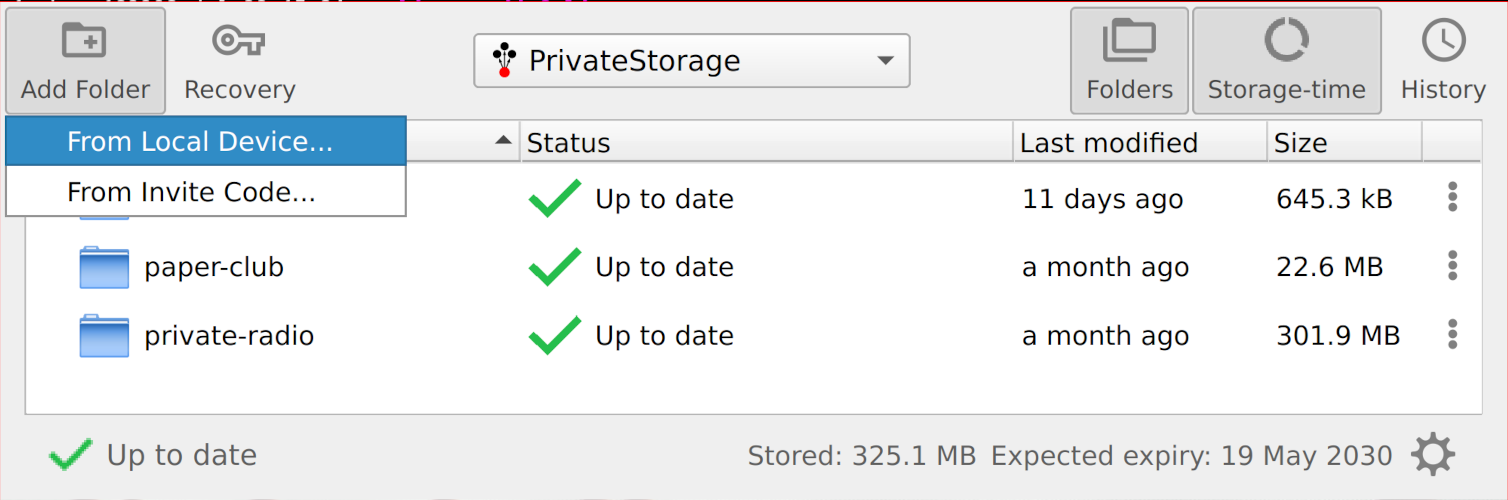 Add Folder
Recovery
PrivateStorage
Folders
Storage-time
History
From Local Device...
From Invite Code...
Status
Last modified
Size
Up to date
11 days ago
645.3 kB
paper-club
Up to date
a month ago
22.6 MB
private-radio
Up to date
a month ago
301.9 MB
Up to date
Stored: 325.1 MB
Expected expiry: 19 May 2030